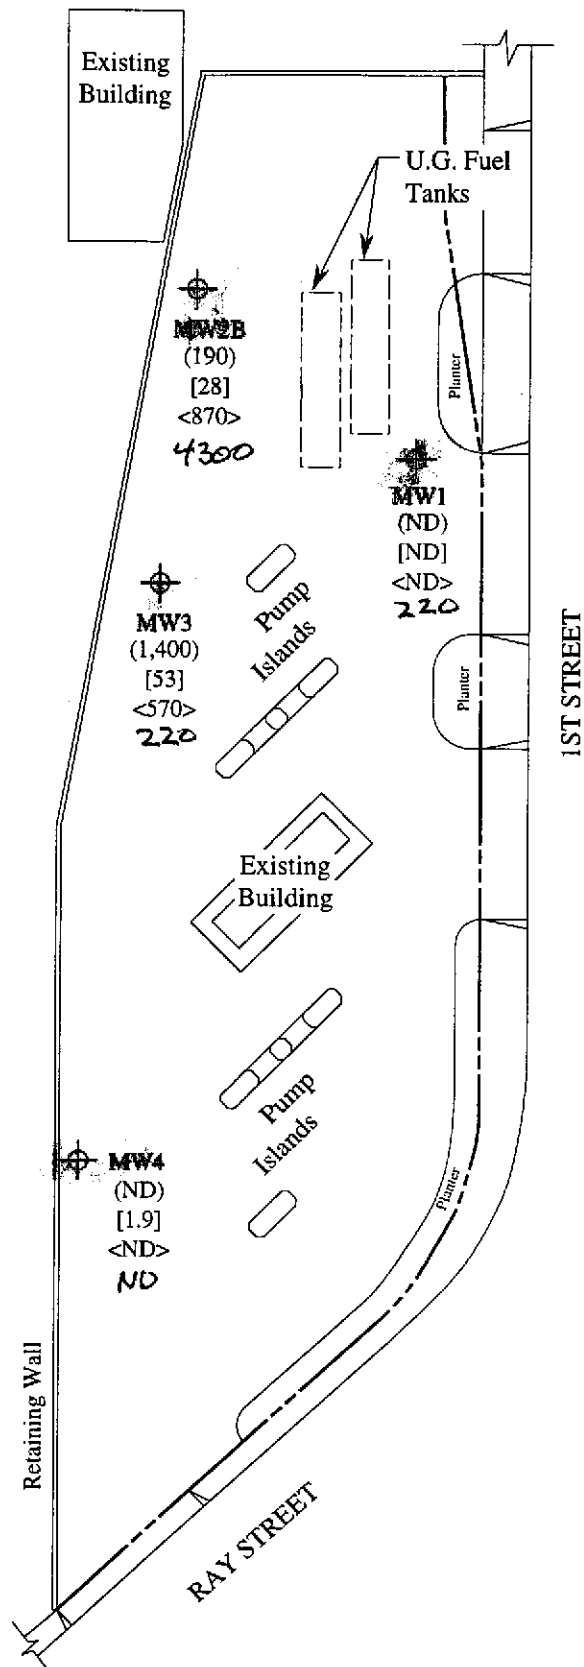 Existing
Building
U.G. Fuel
Tanks
MW2B
(190)
[28]
<870>
4300
Planter
MW1
(ND)
[ND]
<ND>
220
MW3
(1,400)
[53]
<570>
220
Pump
Islands
Planter
1ST STREET
Existing
Building
Pump
Islands
MW4
(ND)
[1.9]
<ND>
ND
Planter
Retaining Wall
RAY STREET